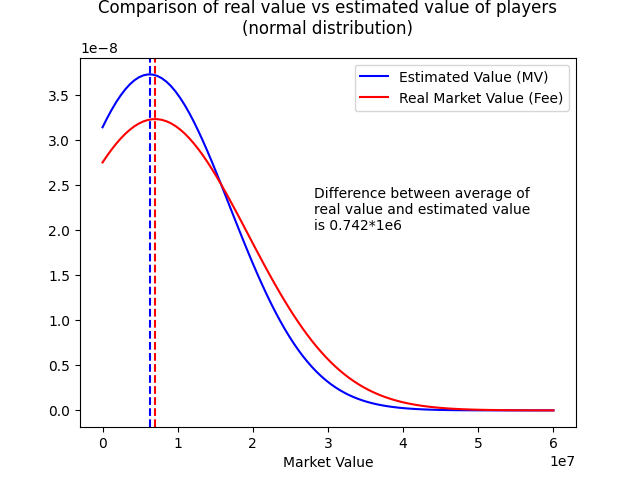 Comparison of real value vs estimated value of players
(normal distribution)
1e−8
Estimated Value (MV)
Real Market Value (Fee)
3.5
3.0
2.5
2.0
1.5
1.0
0.5
0.0
Difference between average of
real value and estimated value
is 0.742*1e6
0 1 2 3 4 5 6
1e7
Market Value